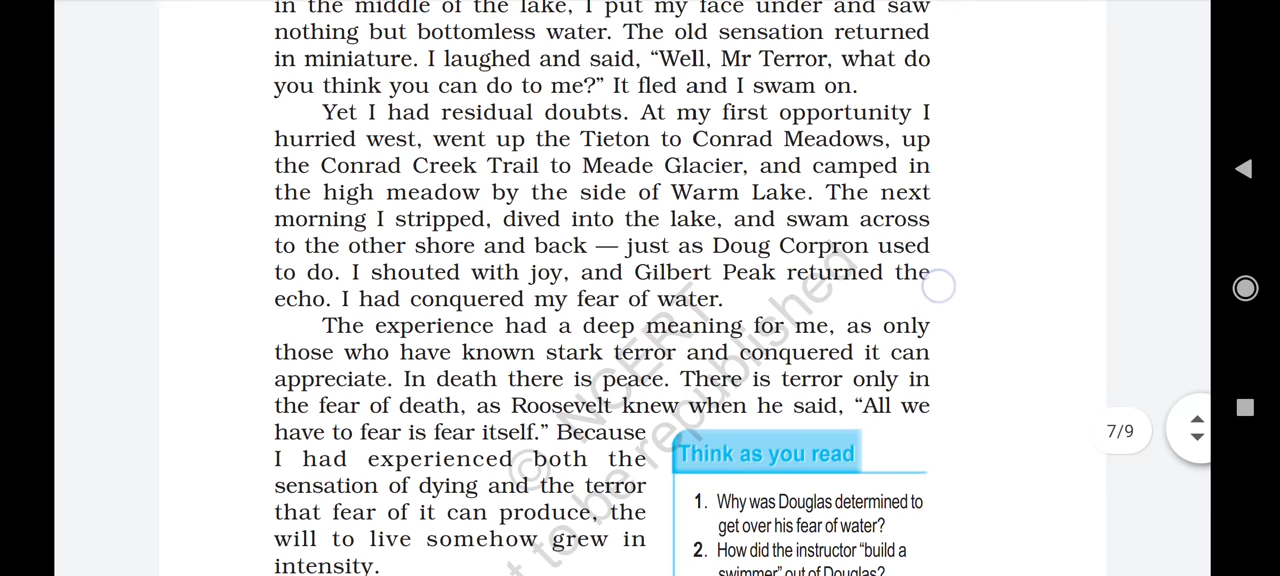 in the middle of the lake, I put my face under and saw
nothing but bottomless water. The old sensation returned
in miniature. I laughed and said, “Well, Mr Terror, what do
you think you can do to me?” It fled and I swam on.
Yet I had residual doubts. At my first opportunity I
hurried west, went up the Tieton to Conrad Meadows, up
the Conrad Creek Trail to Meade Glacier, and camped in
the high meadow by the side of Warm Lake. The next
morning I stripped, dived into the lake, and swam across
to the other shore and back — just as Doug Corpron used
to do. I shouted with joy, and Gilbert Peak returned the
echo. I had conquered my fear of water.
The experience had a deep meaning for me, as only
those who have known stark terror and conquered it can
appreciate. In death there is peace. There is terror only in
the fear of death, as Roosevelt knew when he said, “All we
have to fear is fear itself.” Because
I had experienced both the
sensation of dying and the terror
that fear of it can produce, the
will to live somehow grew in
intensity.
Think as you read
1. Why was Douglas determined to
get over his fear of water?
2. How did the instructor “build a
swimmer” out of Douglas?
7/9
© NCERT
t to be republished